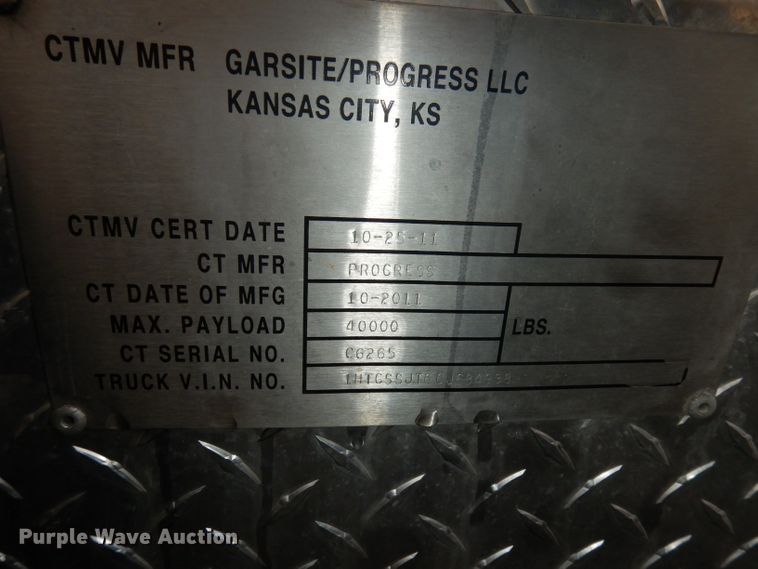 CTMV MFR GARSITE/PROGRESS LLC
KANSAS CITY, KS
CTMV CERT DATE 10-25-11
CT MFR PROGRESS
CT DATE OF MFG 10-2011
MAX. PAYLOAD 40000 LBS.
CT SERIAL NO. CG265
TRUCK V.I.N. NO.
Purple Wave Auction